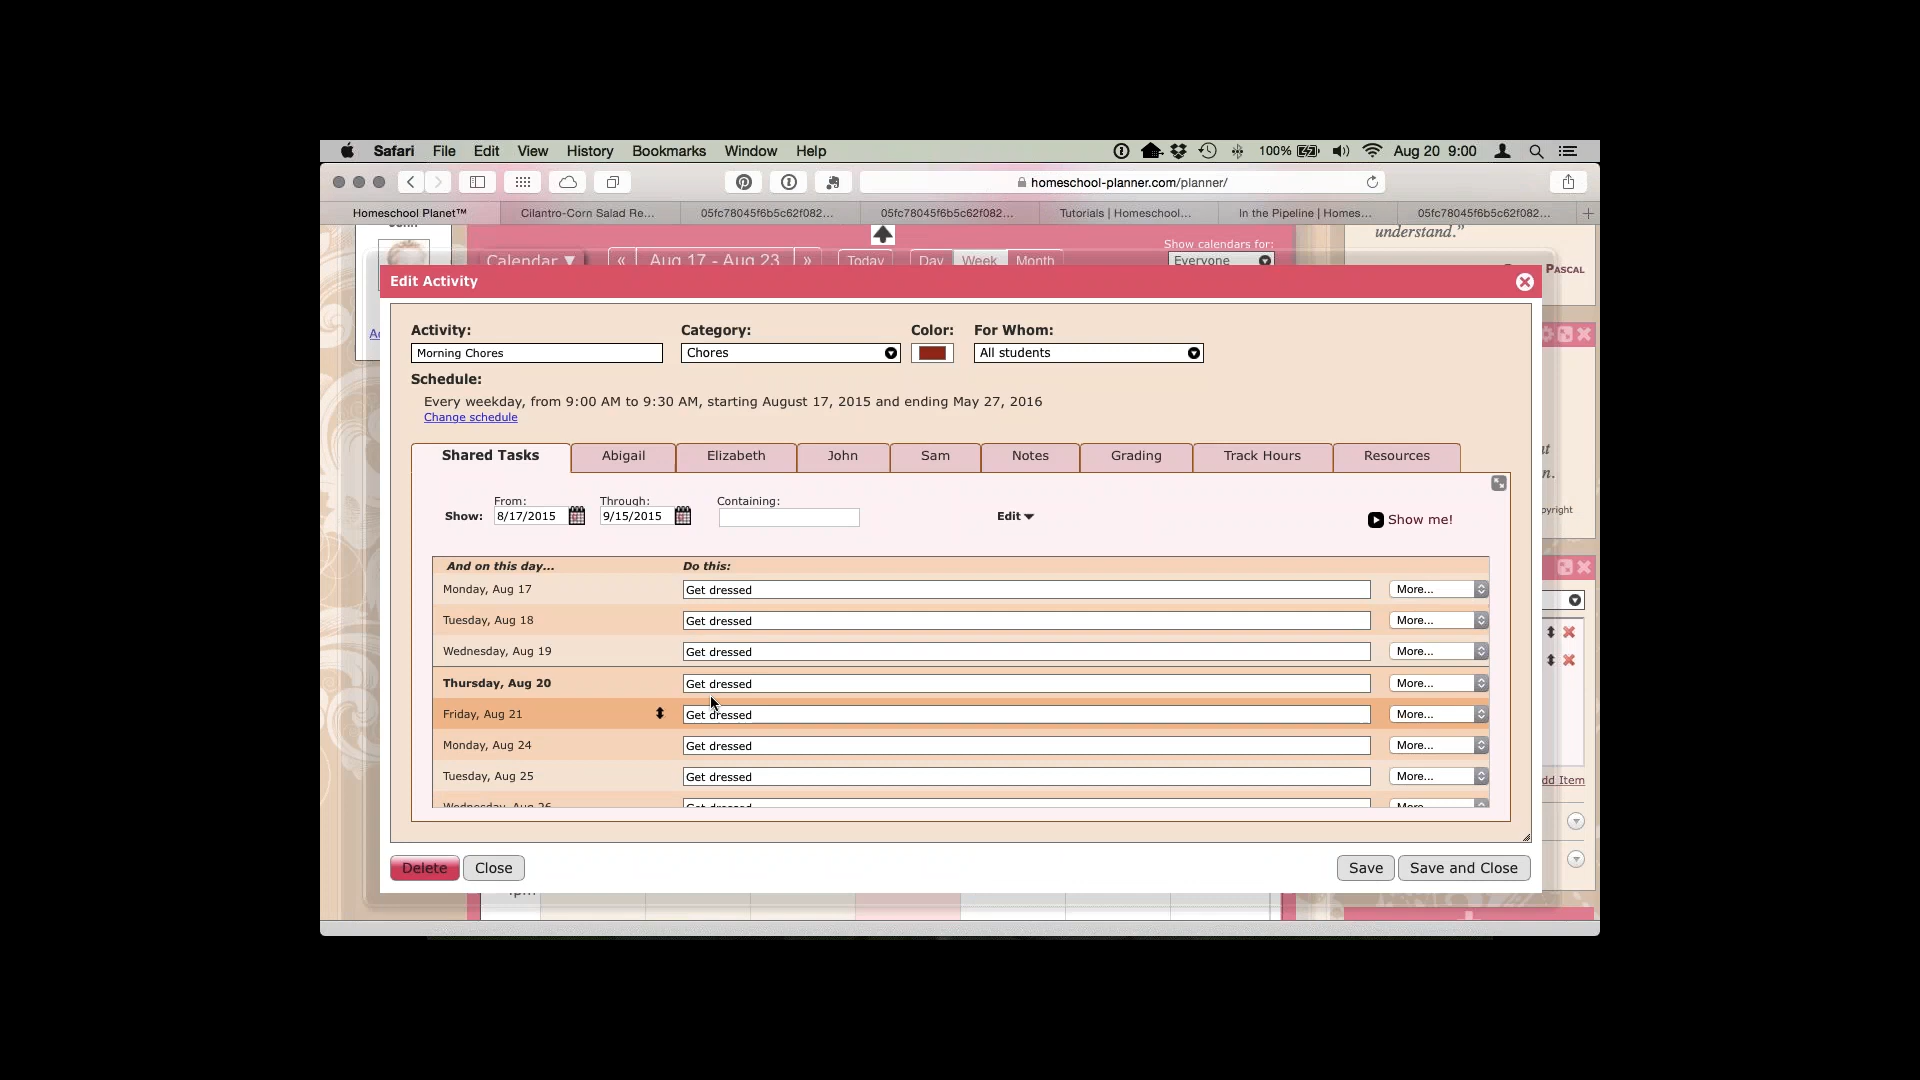 Safari File Edit View History Bookmarks Window Help 100% Aug 20 9:00
homeschool-planner.com/planner/
Homeschool Planet™ Cilantro-Corn Salad Re... 05fc78045f6b5c62f082... 05fc78045f6b5c62f082... Tutorials | Homeschool... In the Pipeline | Homes... 05fc78045f6b5c62f082...
John
understand.”
Show calendars for:
Calendar ▼ « Aug 17 - Aug 23 » Today Day Week Month Everyone
Pascal
Edit Activity
Activity: Category: Color: For Whom:
Morning Chores Chores All students
Schedule:
Every weekday, from 9:00 AM to 9:30 AM, starting August 17, 2015 and ending May 27, 2016
Change schedule
Shared Tasks Abigail Elizabeth John Sam Notes Grading Track Hours Resources
From: Through: Containing:
Show: 8/17/2015 9/15/2015 Edit Show me!
And on this day... Do this:
Monday, Aug 17 Get dressed More...
Tuesday, Aug 18 Get dressed More...
Wednesday, Aug 19 Get dressed More...
Thursday, Aug 20 Get dressed More...
Friday, Aug 21 Get dressed More...
Monday, Aug 24 Get dressed More...
Tuesday, Aug 25 Get dressed More...
Wednesday, Aug 26 Get dressed More...
Delete Close Save Save and Close